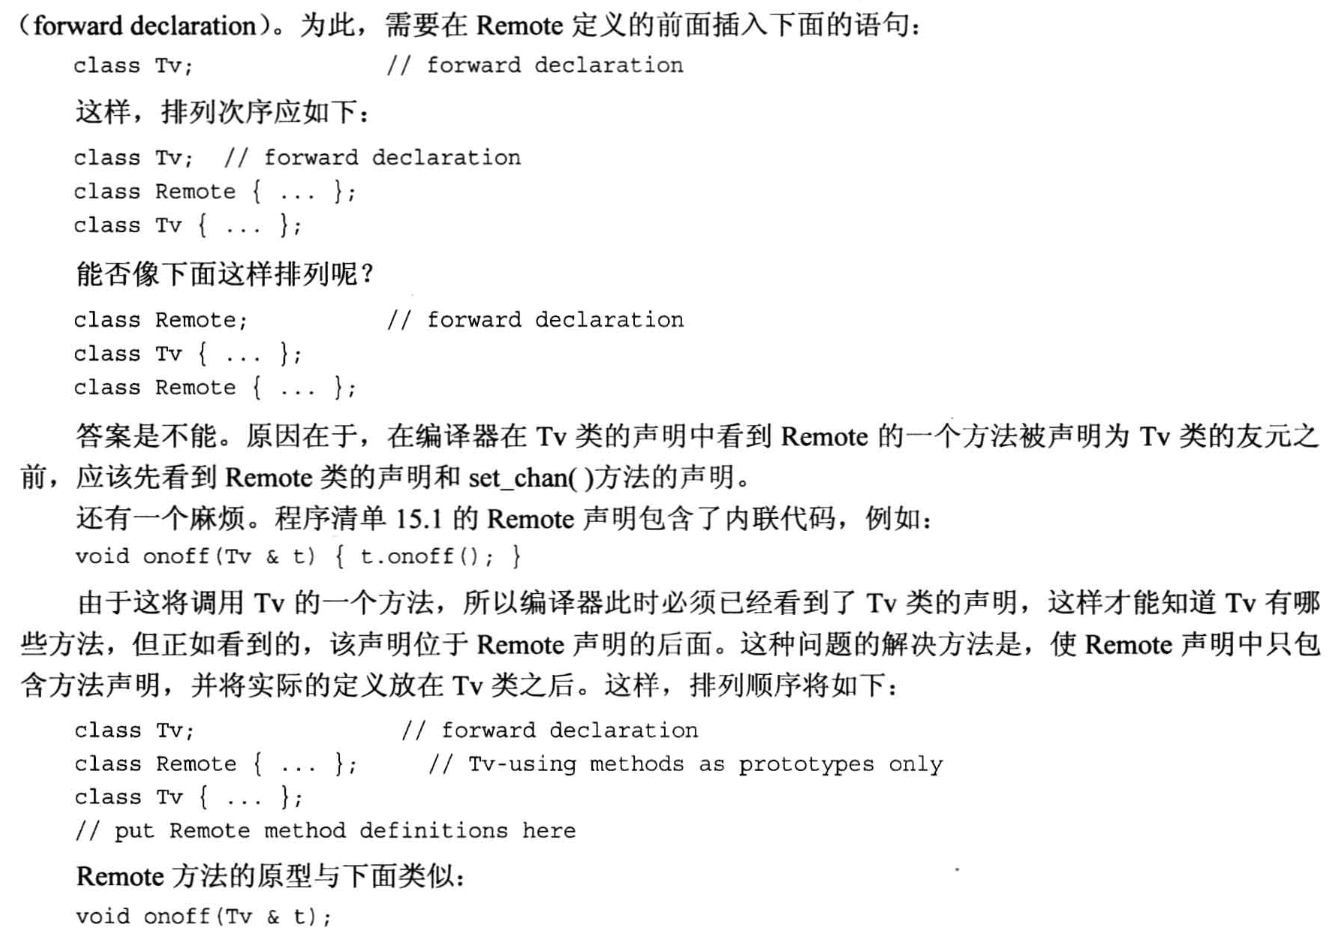 （forward declaration）。为此，需要在 Remote 定义的前面插入下面的语句：
class Tv; // forward declaration
这样，排列次序应如下：
class Tv; // forward declaration
class Remote { ... };
class Tv { ... };
能否像下面这样排列呢？
class Remote; // forward declaration
class Tv { ... };
class Remote { ... };
答案是不能。原因在于，在编译器在 Tv 类的声明中看到 Remote 的一个方法被声明为 Tv 类的友元之
前，应该先看到 Remote 类的声明和 set_chan( )方法的声明。
还有一个麻烦。程序清单 15.1 的 Remote 声明包含了内联代码，例如：
void onoff(Tv & t) { t.onoff(); }
由于这将调用 Tv 的一个方法，所以编译器此时必须已经看到了 Tv 类的声明，这样才能知道 Tv 有哪
些方法，但正如看到的，该声明位于 Remote 声明的后面。这种问题的解决方法是，使 Remote 声明中只包
含方法声明，并将实际的定义放在 Tv 类之后。这样，排列顺序将如下：
class Tv; // forward declaration
class Remote { ... }; // Tv-using methods as prototypes only
class Tv { ... };
// put Remote method definitions here
Remote 方法的原型与下面类似：
void onoff(Tv & t);